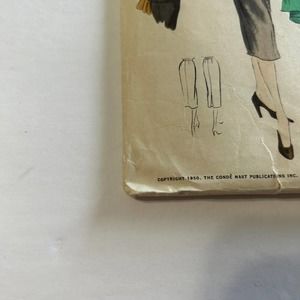 COPYRIGHT 1950, THE CONDÉ NAST PUBLICATIONS INC.